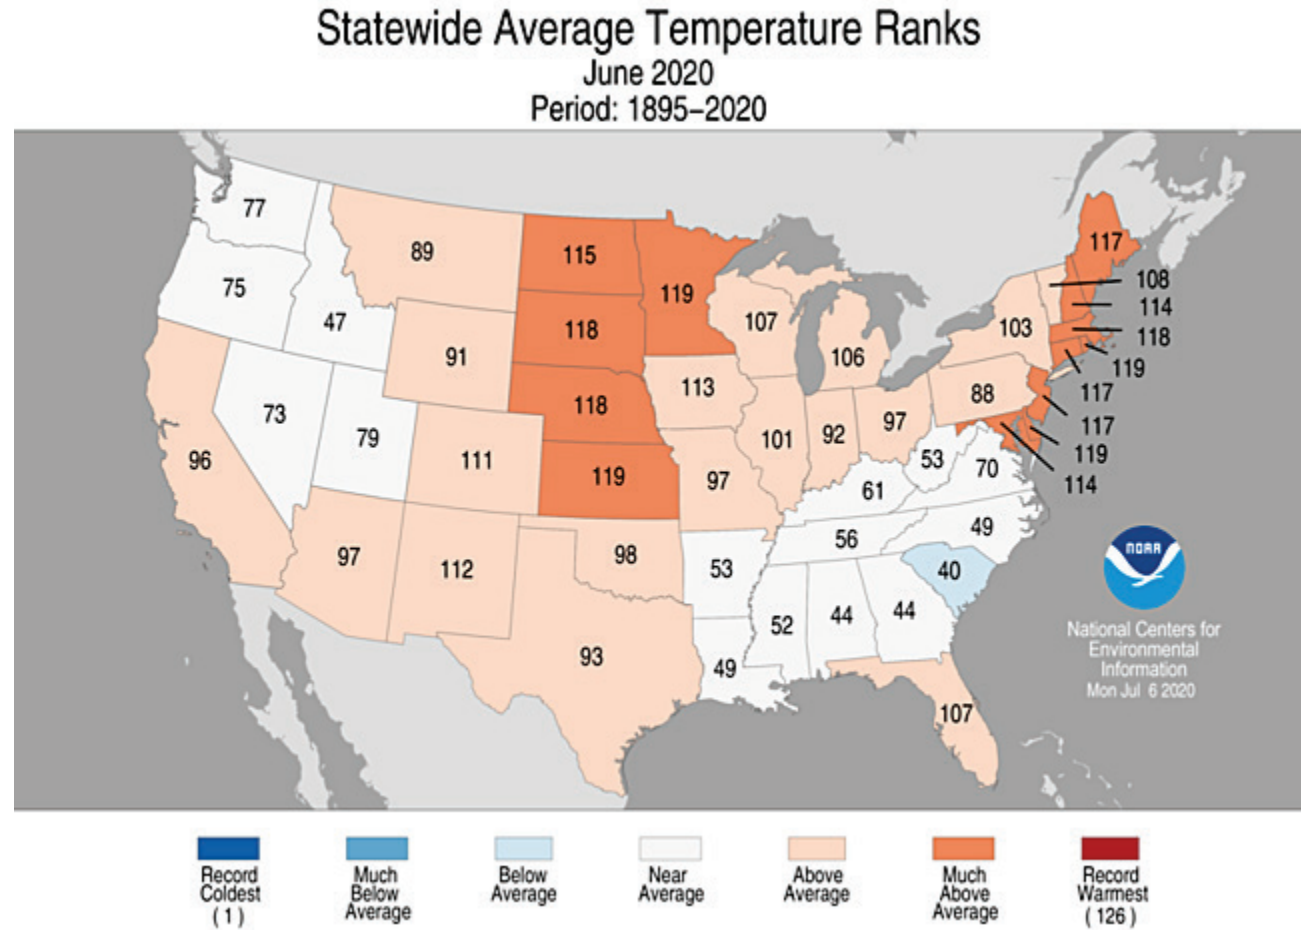 Statewide Average Temperature Ranks
June 2020
Period: 1895–2020
77
75
47
89
91
73
79
96
97
111
112
115
118
118
119
119
98
93
107
113
97
106
101
92
97
61
56
53
53
49
52
44
44
107
40
49
70
88
103
117
108
114
118
119
117
117
119
114
NOAA
National Centers for
Environmental
Information
Mon Jul 6 2020
Record
Coldest
(1)
Much
Below
Average
Below
Average
Near
Average
Above
Average
Much
Above
Average
Record
Warmest
(126)